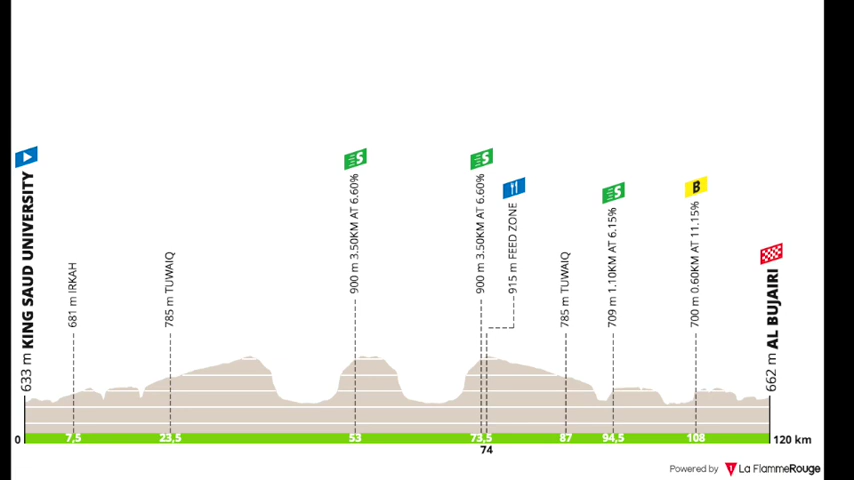 633 m KING SAUD UNIVERSITY
681 m IRKAH
785 m TUWAIQ
S
900 m 3.50KM AT 6.60%
S
900 m 3.50KM AT 6.60%
915 m FEED ZONE
785 m TUWAIQ
S
709 m 1.10KM AT 6.15%
B
700 m 0.60KM AT 11.15%
662 m AL BUJAIRI
0 7,5 23,5 53 73,5 87 94,5 108 120 km
74
Powered by La FlammeRouge